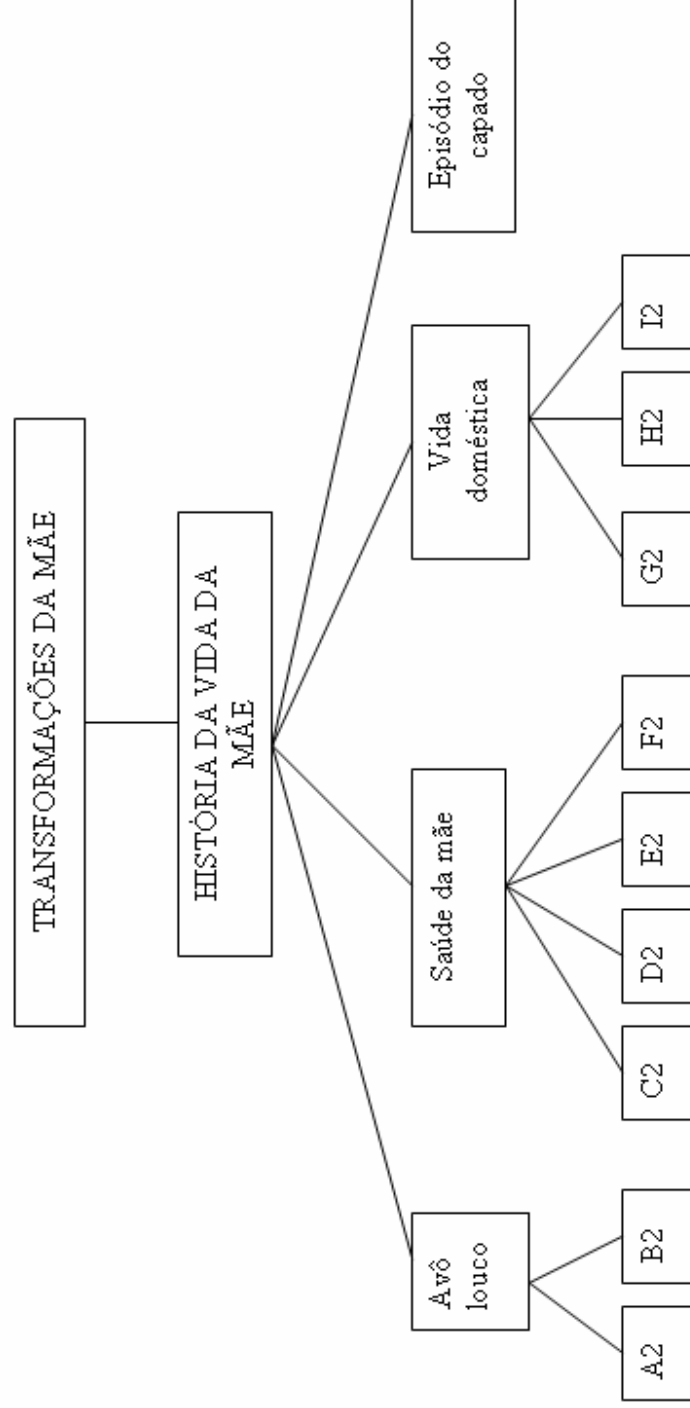 TRANSFORMAÇÕES DA MÃE
HISTÓRIA DA VIDA DA
MÃE
Avô
louco
Saúde da mãe
Vida
doméstica
Episódio do
capado
A2
B2
C2
D2
E2
F2
G2
H2
I2